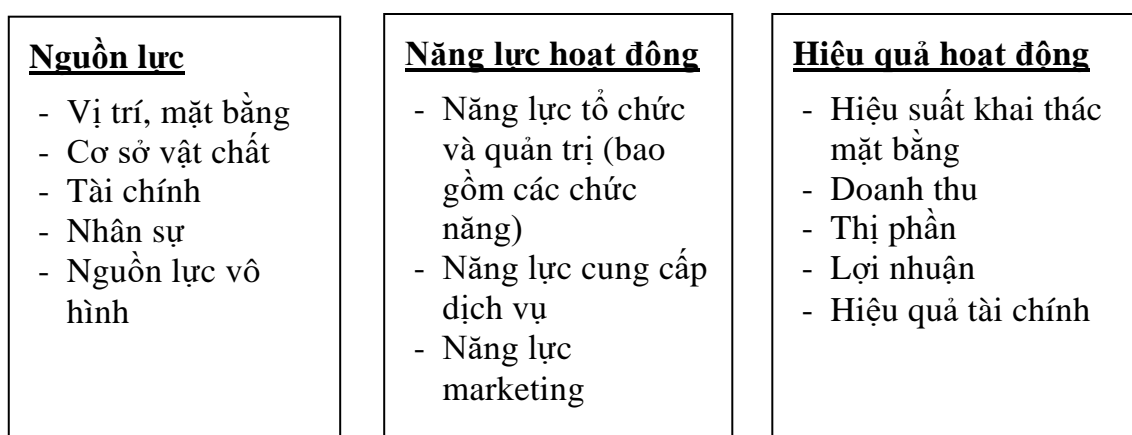 Nguồn lực
- Vị trí, mặt bằng
- Cơ sở vật chất
- Tài chính
- Nhân sự
- Nguồn lực vô
hình
Năng lực hoạt đông
- Năng lực tổ chức
và quản trị (bao
gồm các chức
năng)
- Năng lực cung cấp
dịch vụ
- Năng lực
marketing
Hiệu quả hoạt động
- Hiệu suất khai thác
mặt bằng
- Doanh thu
- Thị phần
- Lợi nhuận
- Hiệu quả tài chính